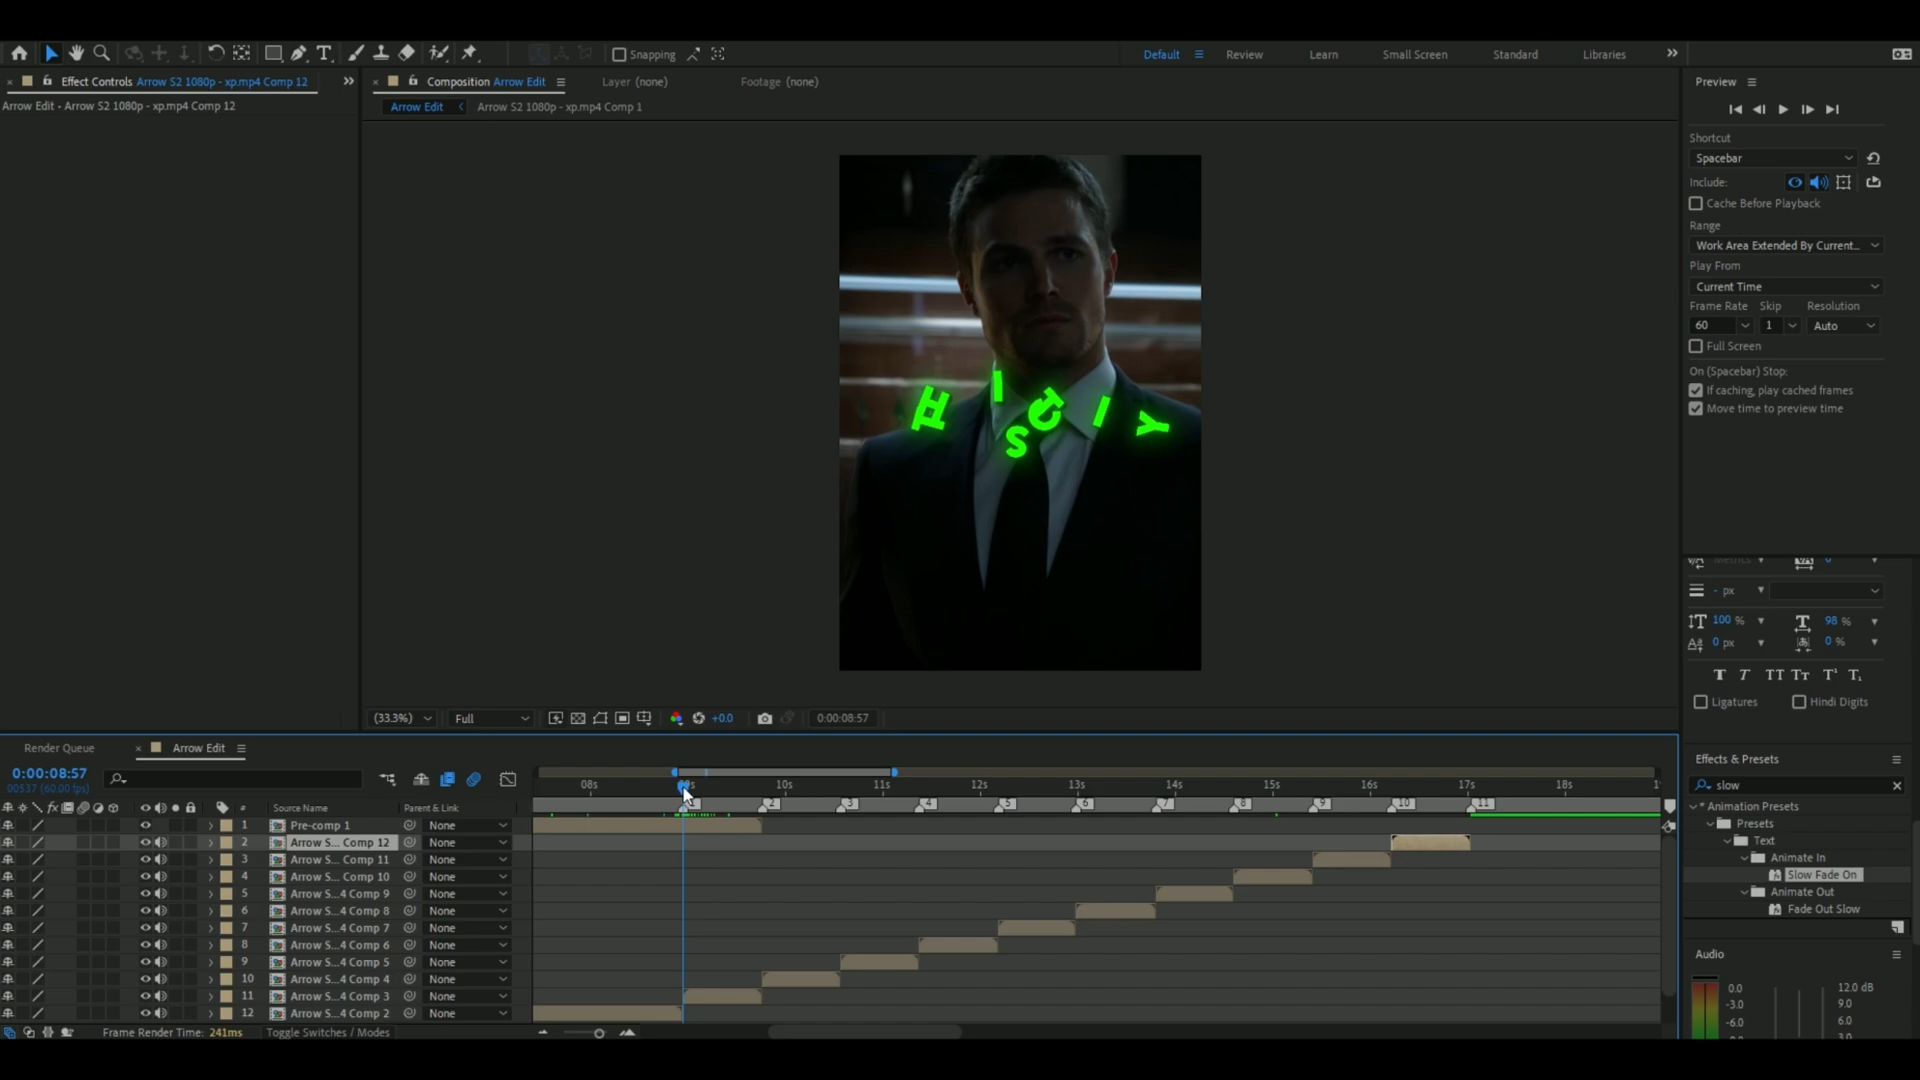 Snapping
Default
Review
Learn
Small Screen
Standard
Libraries
Effect Controls Arrow S2 1080p - xp.mp4 Comp 12
Composition Arrow Edit
Layer (none)
Footage (none)
Preview
Arrow Edit • Arrow S2 1080p - xp.mp4 Comp 12
Arrow Edit
Arrow S2 1080p - xp.mp4 Comp 1
Shortcut
Spacebar
Include:
Cache Before Playback
Range
Work Area Extended By Current...
Play From
Current Time
Frame Rate Skip Resolution
60 1 Auto
Full Screen
On (Spacebar) Stop:
If caching, play cached frames
Move time to preview time
- px
100 % 98 %
0 px 0 %
Ligatures Hindi Digits
(33.3%) Full +0.0 0:00:08:57
Render Queue
Arrow Edit
Effects & Presets
slow
Animation Presets
Presets
Text
Animate In
Slow Fade On
Animate Out
Fade Out Slow
Audio
0.0 12.0 dB
-3.0 9.0
-6.0 6.0
0:00:08:57
00537 (60.00 fps)
08s 10s 11s 12s 13s 14s 15s 16s 17s 18s
# Source Name Parent & Link
1 2 3 4 5 6 7 8 9 10 11
1 Pre-comp 1 None
2 Arrow S... Comp 12 None
3 Arrow S... Comp 11 None
4 Arrow S... Comp 10 None
5 Arrow S...4 Comp 9 None
6 Arrow S...4 Comp 8 None
7 Arrow S...4 Comp 7 None
8 Arrow S...4 Comp 6 None
9 Arrow S...4 Comp 5 None
10 Arrow S...4 Comp 4 None
11 Arrow S...4 Comp 3 None
12 Arrow S...4 Comp 2 None
Frame Render Time: 241ms
Toggle Switches / Modes